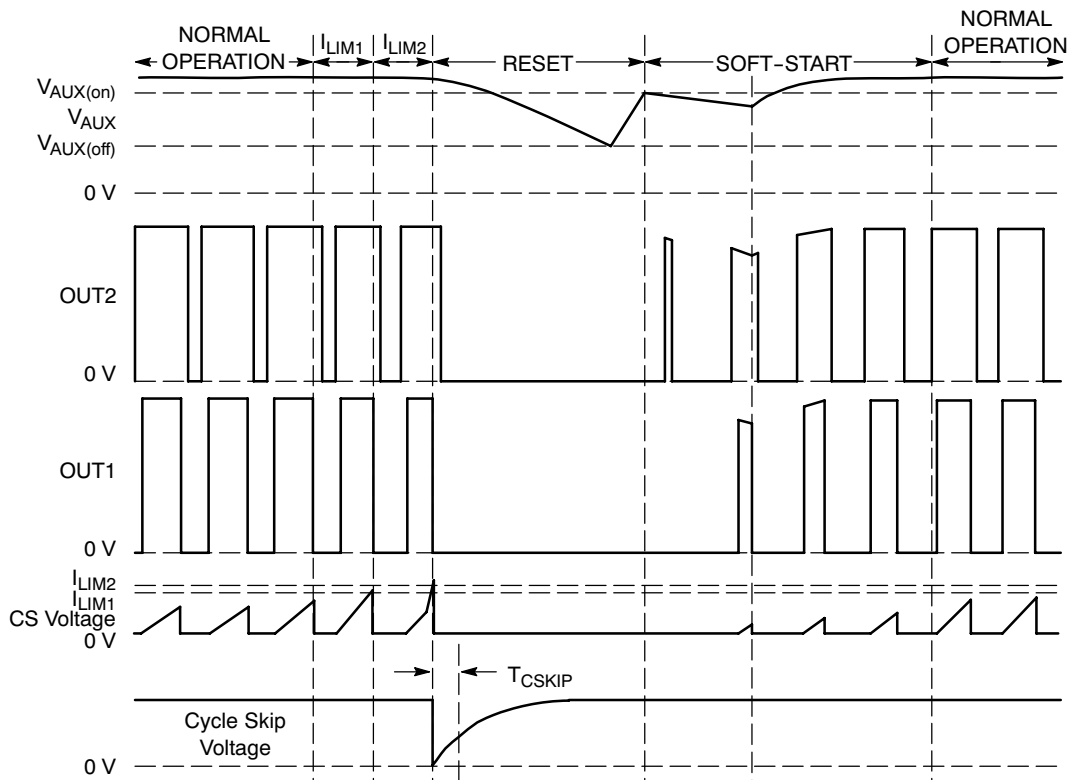 NORMAL
OPERATION
I_LIM1
I_LIM2
RESET
SOFT-START
NORMAL
OPERATION
V_AUX(on)
V_AUX
V_AUX(off)
0 V
OUT2
0 V
OUT1
0 V
I_LIM2
I_LIM1
CS Voltage
0 V
T_CSKIP
Cycle Skip
Voltage
0 V